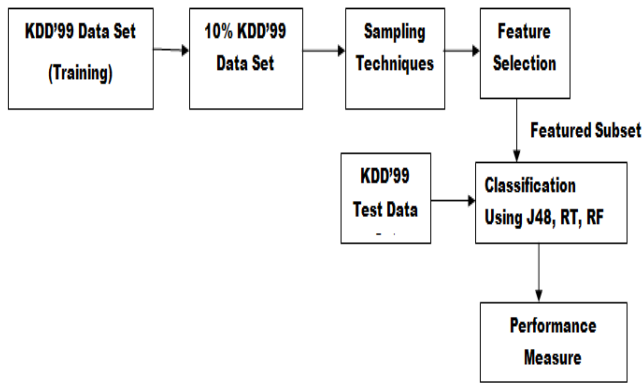 KDD'99 Data Set
(Training)
10% KDD'99
Data Set
Sampling
Techniques
Feature
Selection
Featured Subset
KDD'99
Test Data
Classification
Using J48, RT, RF
Performance
Measure